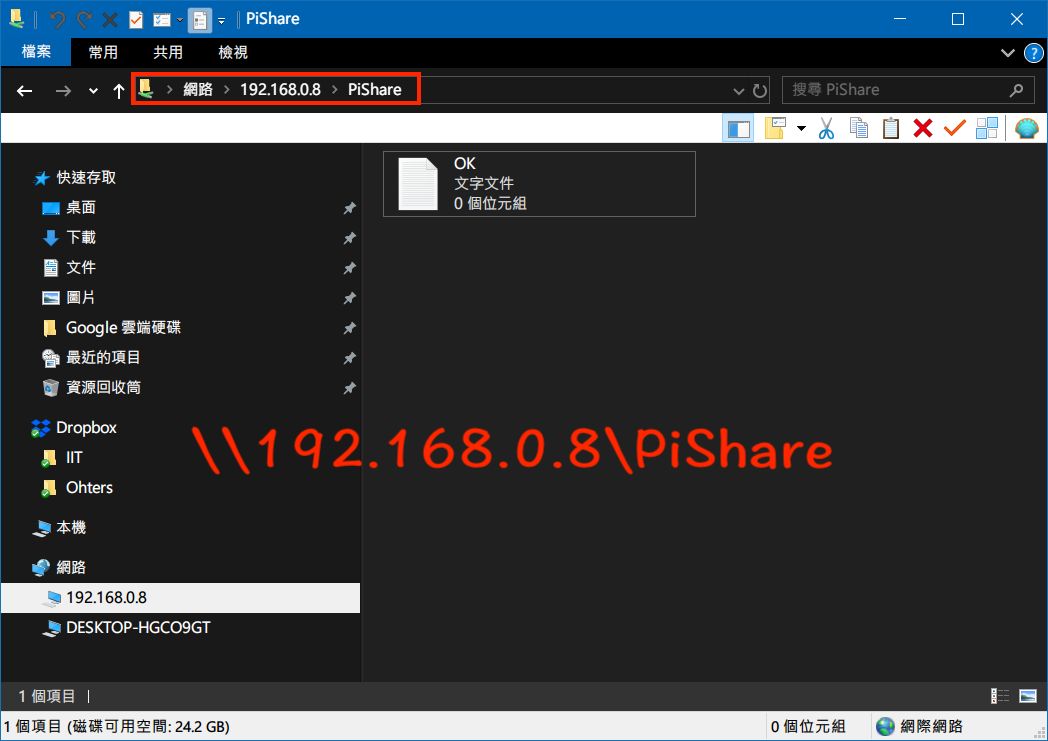 PiShare
檔案 常用 共用 檢視
網路 192.168.0.8 PiShare 搜尋 PiShare
快速存取
桌面
下載
文件
圖片
Google 雲端硬碟
最近的項目
資源回收筒
Dropbox
IIT
Ohters
本機
網路
192.168.0.8
DESKTOP-HGCO9GT
OK
文字文件
0 個位元組
\\192.168.0.8\PiShare
1 個項目
1 個項目 (磁碟可用空間: 24.2 GB) 0 個位元組 網際網路